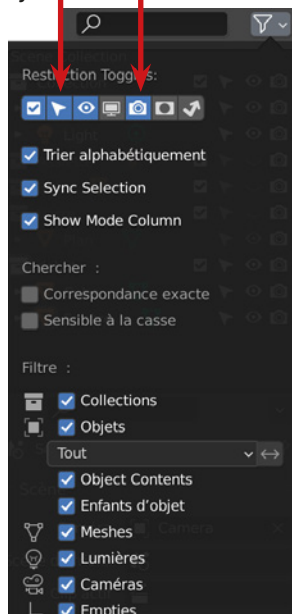 Restriction Toggles:
Trier alphabétiquement
Sync Selection
Show Mode Column
Chercher :
Correspondance exacte
Sensible à la casse
Filtre :
Collections
Objets
Tout
Object Contents
Enfants d'objet
Meshes
Lumières
Caméras
Empties